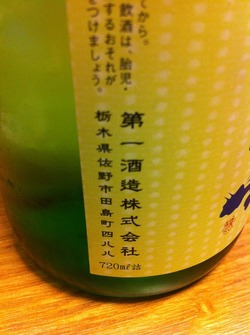 てから。
飲酒は、胎児・
するおそれが
をつけましょう。
第一酒造株式会社
栃木県佐野市田島町四八八
720㎖詰